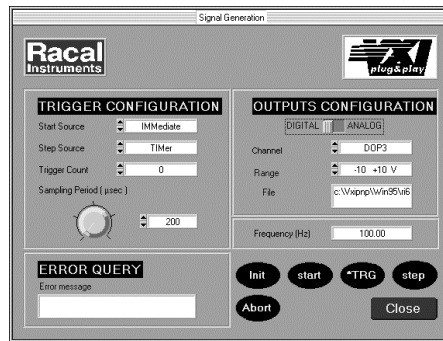 Signal Generation
Racal
Instruments
VXI
plug&play
TRIGGER CONFIGURATION
Start Source IMMediate
Step Source TIMer
Trigger Count 0
Sampling Period ( µsec )
200
OUTPUTS CONFIGURATION
DIGITAL ANALOG
Channel DOP3
Range -10 +10 V
File c:\Vxipnp\Win95\ri6
Frequency (Hz) 100.00
ERROR QUERY
Error message
Init start *TRG step
Abort Close